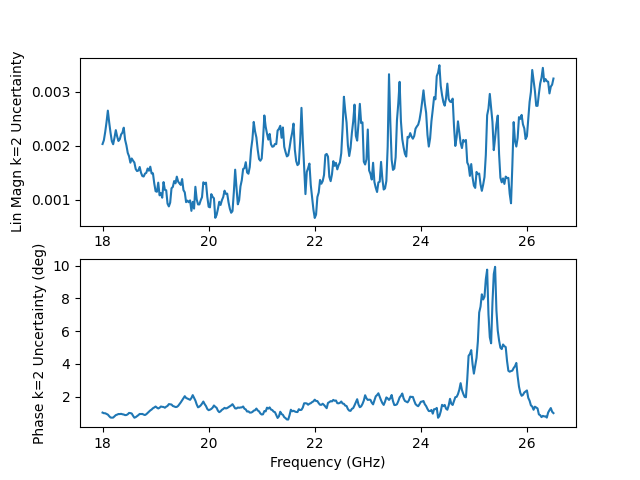 Lin Magn k=2 Uncertainty
0.003
0.002
0.001
18 20 22 24 26
Phase k=2 Uncertainty (deg)
10
8
6
4
2
18 20 22 24 26
Frequency (GHz)